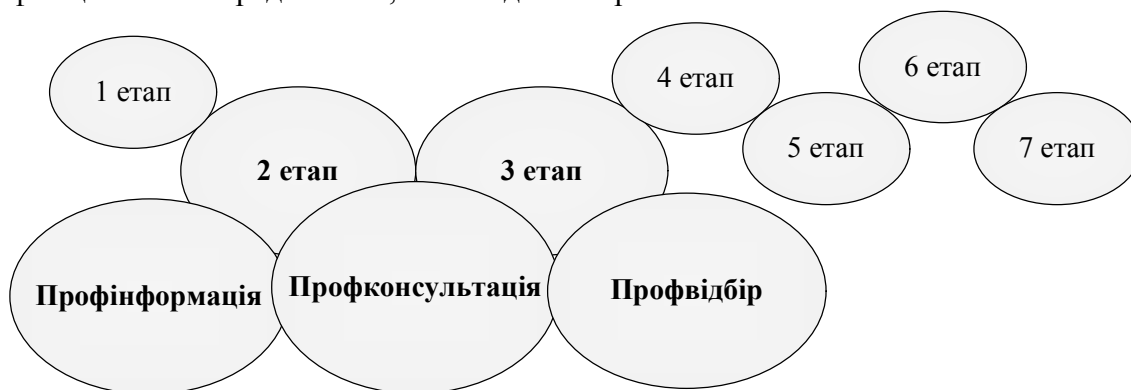 1 етап
4 етап
6 етап
5 етап
7 етап
2 етап
3 етап
Профінформація
Профконсультація
Профвідбір